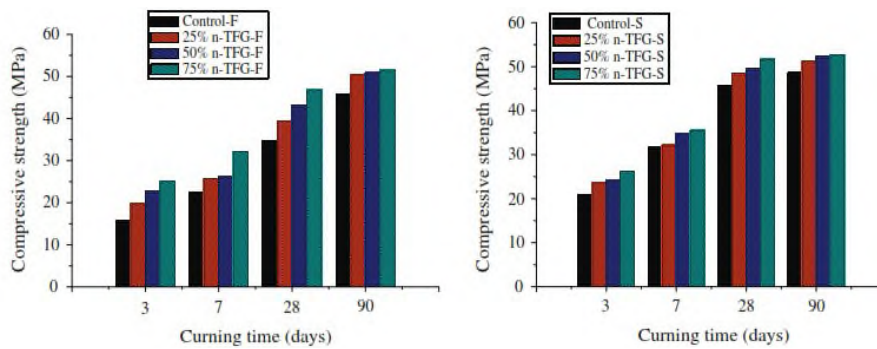 Control-F
25% n-TFG-F
50% n-TFG-F
75% n-TFG-F
60
50
40
30
20
10
0
Compressive strength (MPa)
3 7 28 90
Curning time (days)
Control-S
25% n-TFG-S
50% n-TFG-S
75% n-TFG-S
60
50
40
30
20
10
0
Compressive strength (MPa)
3 7 28 90
Curning time (days)